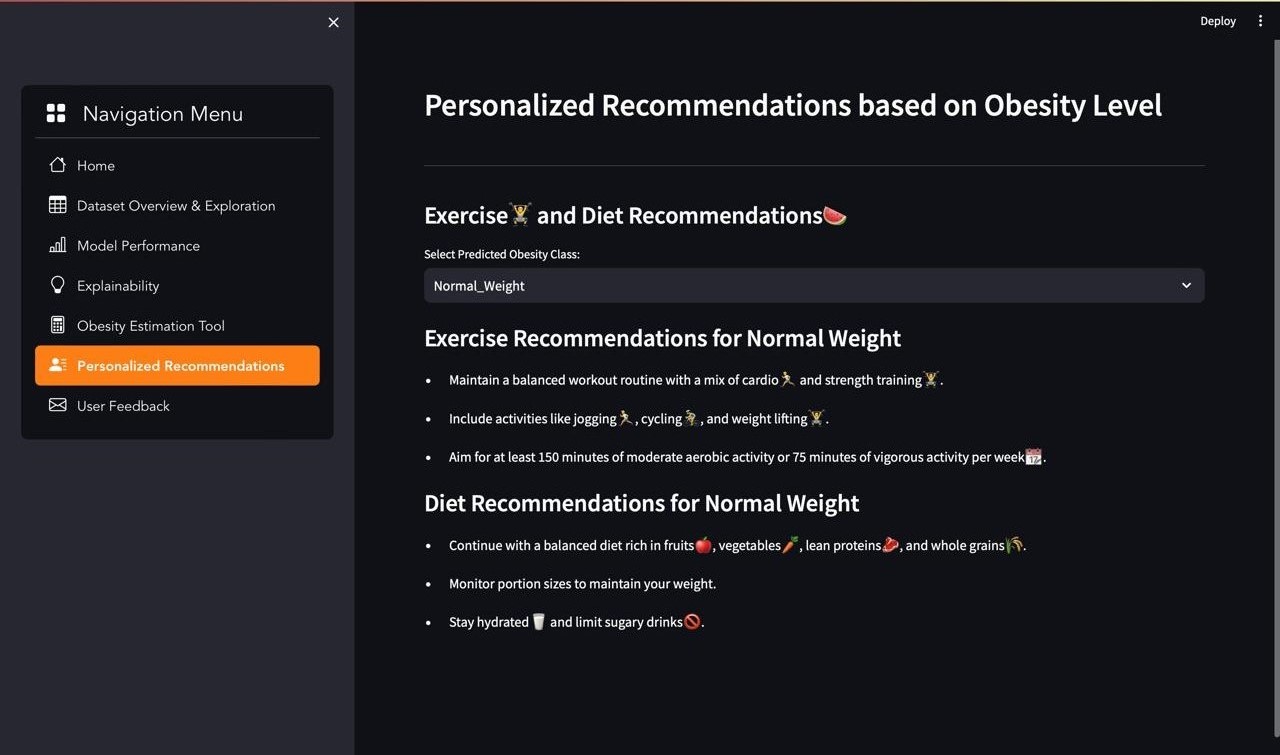 Deploy
Navigation Menu
Home
Dataset Overview & Exploration
Model Performance
Explainability
Obesity Estimation Tool
Personalized Recommendations
User Feedback
Personalized Recommendations based on Obesity Level
Exercise🏋️ and Diet Recommendations🍉
Select Predicted Obesity Class:
Normal_Weight
Exercise Recommendations for Normal Weight
• Maintain a balanced workout routine with a mix of cardio🏃 and strength training🏋️.
• Include activities like jogging🏃, cycling🚴, and weight lifting🏋️.
• Aim for at least 150 minutes of moderate aerobic activity or 75 minutes of vigorous activity per week📆.
Diet Recommendations for Normal Weight
• Continue with a balanced diet rich in fruits🍎, vegetables🥕, lean proteins🥩, and whole grains🌾.
• Monitor portion sizes to maintain your weight.
• Stay hydrated🥛 and limit sugary drinks🚫.